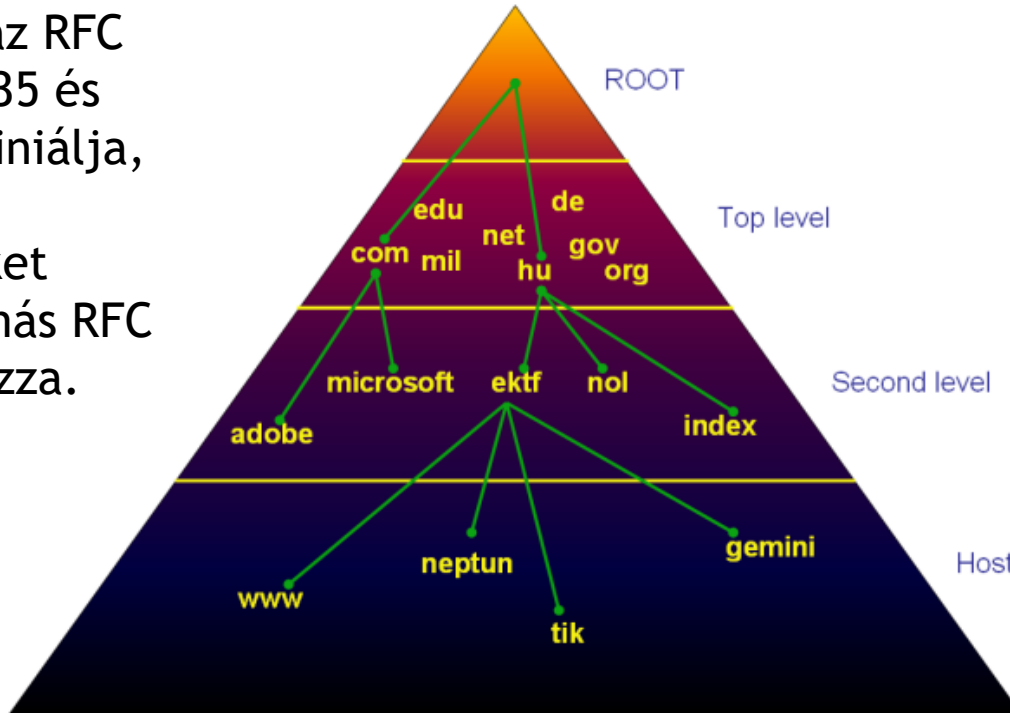 az RFC
35 és
iniálja,
ket
más RFC
zza.
ROOT
edu
de
Top level
com
mil
net
gov
hu
org
microsoft
ektf
nol
Second level
adobe
index
neptun
gemini
Host
www
tik